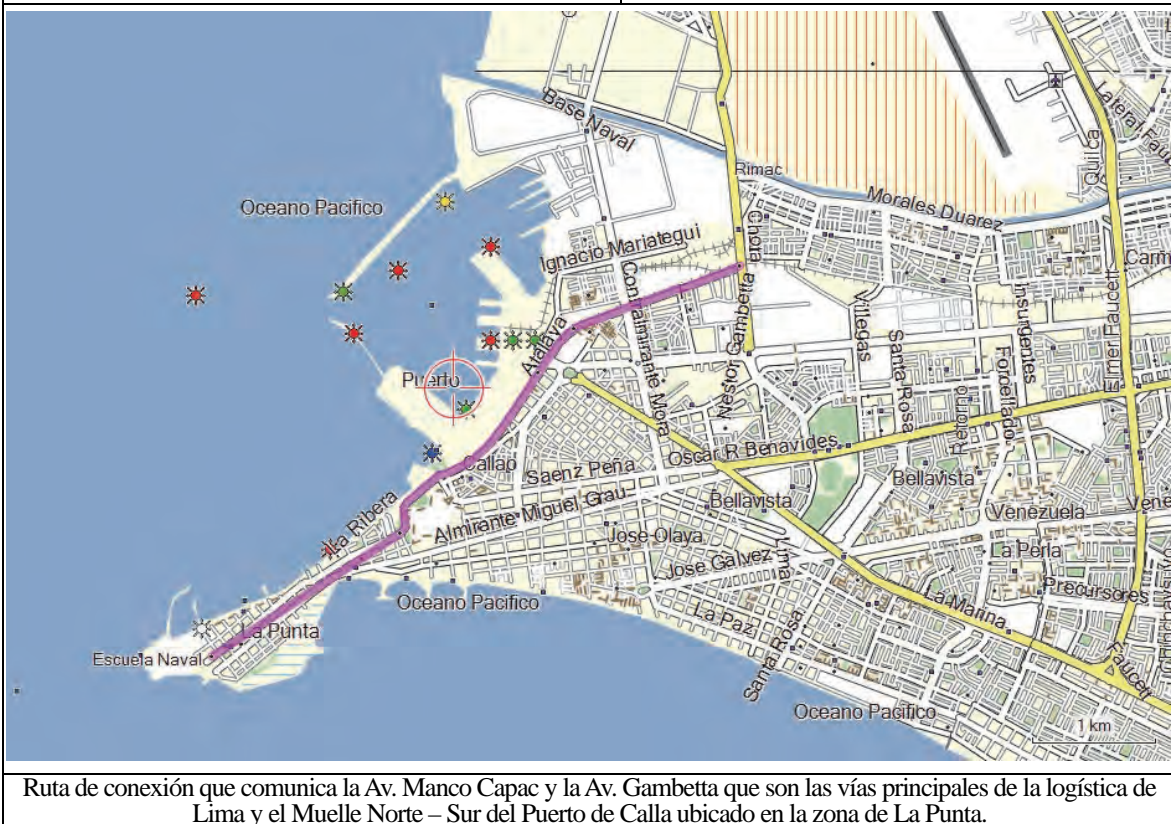 Base Naval
Rimac
Quilca
Oceano Pacifico
Morales Duarez
Chota
Ignacio Mariategui
Contralmirante Mora
Atalaya
Nestor Gambetta
Villegas
Santa Rosa
Insurgentes
Elmer Faucett
Puerto
Retorno
Forcellado
Callao
Saenz Peña
Oscar R Benavides
Almirante Miguel Grau
Bellavista
Bellavista
Venezuela
La Ribera
Jose Olaya
Jose Galvez
Lima
La Perla
Precursores
Oceano Pacifico
La Paz
La Marina
La Punta
Escuela Naval
Santa Rosa
Faucett
Oceano Pacifico
1 km
Ruta de conexión que comunica la Av. Manco Capac y la Av. Gambetta que son las vías principales de la logística de
Lima y el Muelle Norte – Sur del Puerto de Calla ubicado en la zona de La Punta.